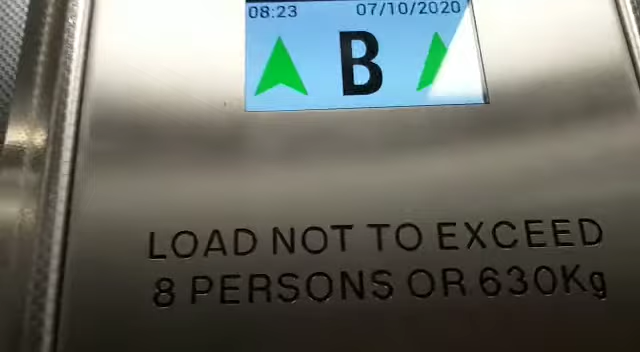 08:23 07/10/2020
B
LOAD NOT TO EXCEED
8 PERSONS OR 630Kg